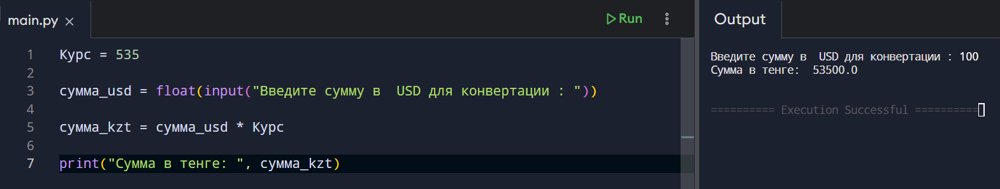 main.py ×
Run
Output
1 Курс = 535
2
3 сумма_usd = float(input("Введите сумму в  USD для конвертации : "))
4
5 сумма_kzt = сумма_usd * Курс
6
7 print("Сумма в тенге: ", сумма_kzt)
Введите сумму в  USD для конвертации : 100
Сумма в тенге:  53500.0
========== Execution Successful ==========